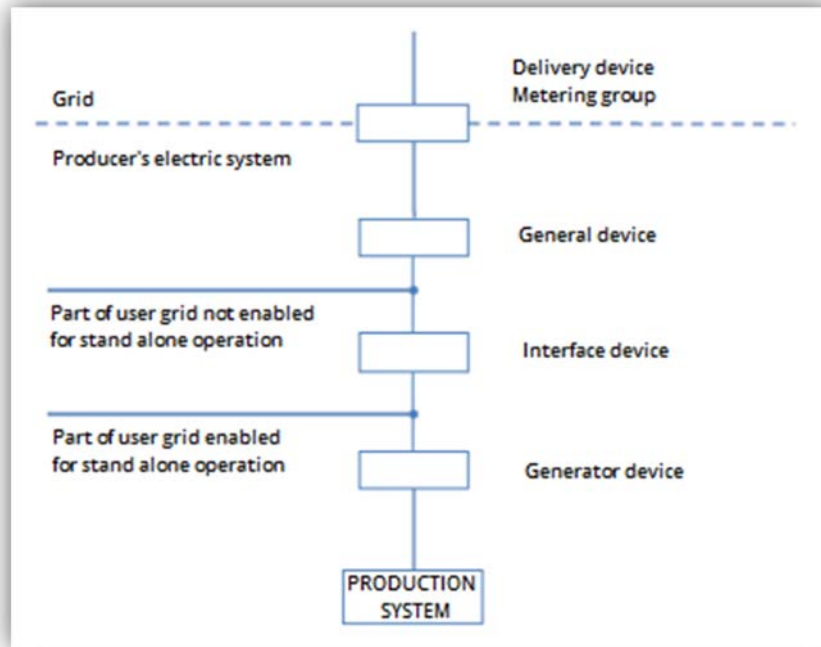 Delivery device
Grid
Metering group
Producer's electric system
General device
Part of user grid not enabled
for stand alone operation
Interface device
Part of user grid enabled
for stand alone operation
Generator device
PRODUCTION
SYSTEM